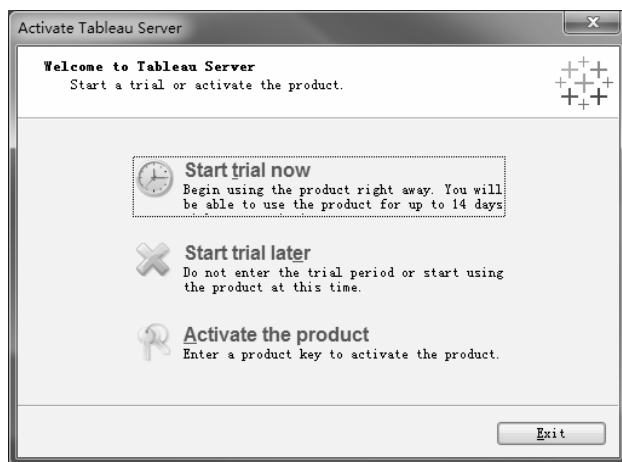 Activate Tableau Server
Welcome to Tableau Server
Start a trial or activate the product.
Start trial now
Begin using the product right away. You will
be able to use the product for up to 14 days
Start trial later
Do not enter the trial period or start using
the product at this time.
Activate the product
Enter a product key to activate the product.
Exit